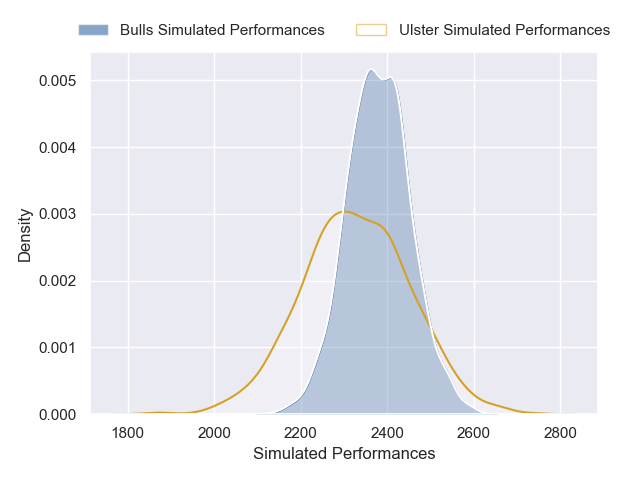 Bulls Simulated Performances Ulster Simulated Performances
0.005
0.004
0.003
0.002
0.001
0.000
Density
1800 2000 2200 2400 2600 2800
Simulated Performances